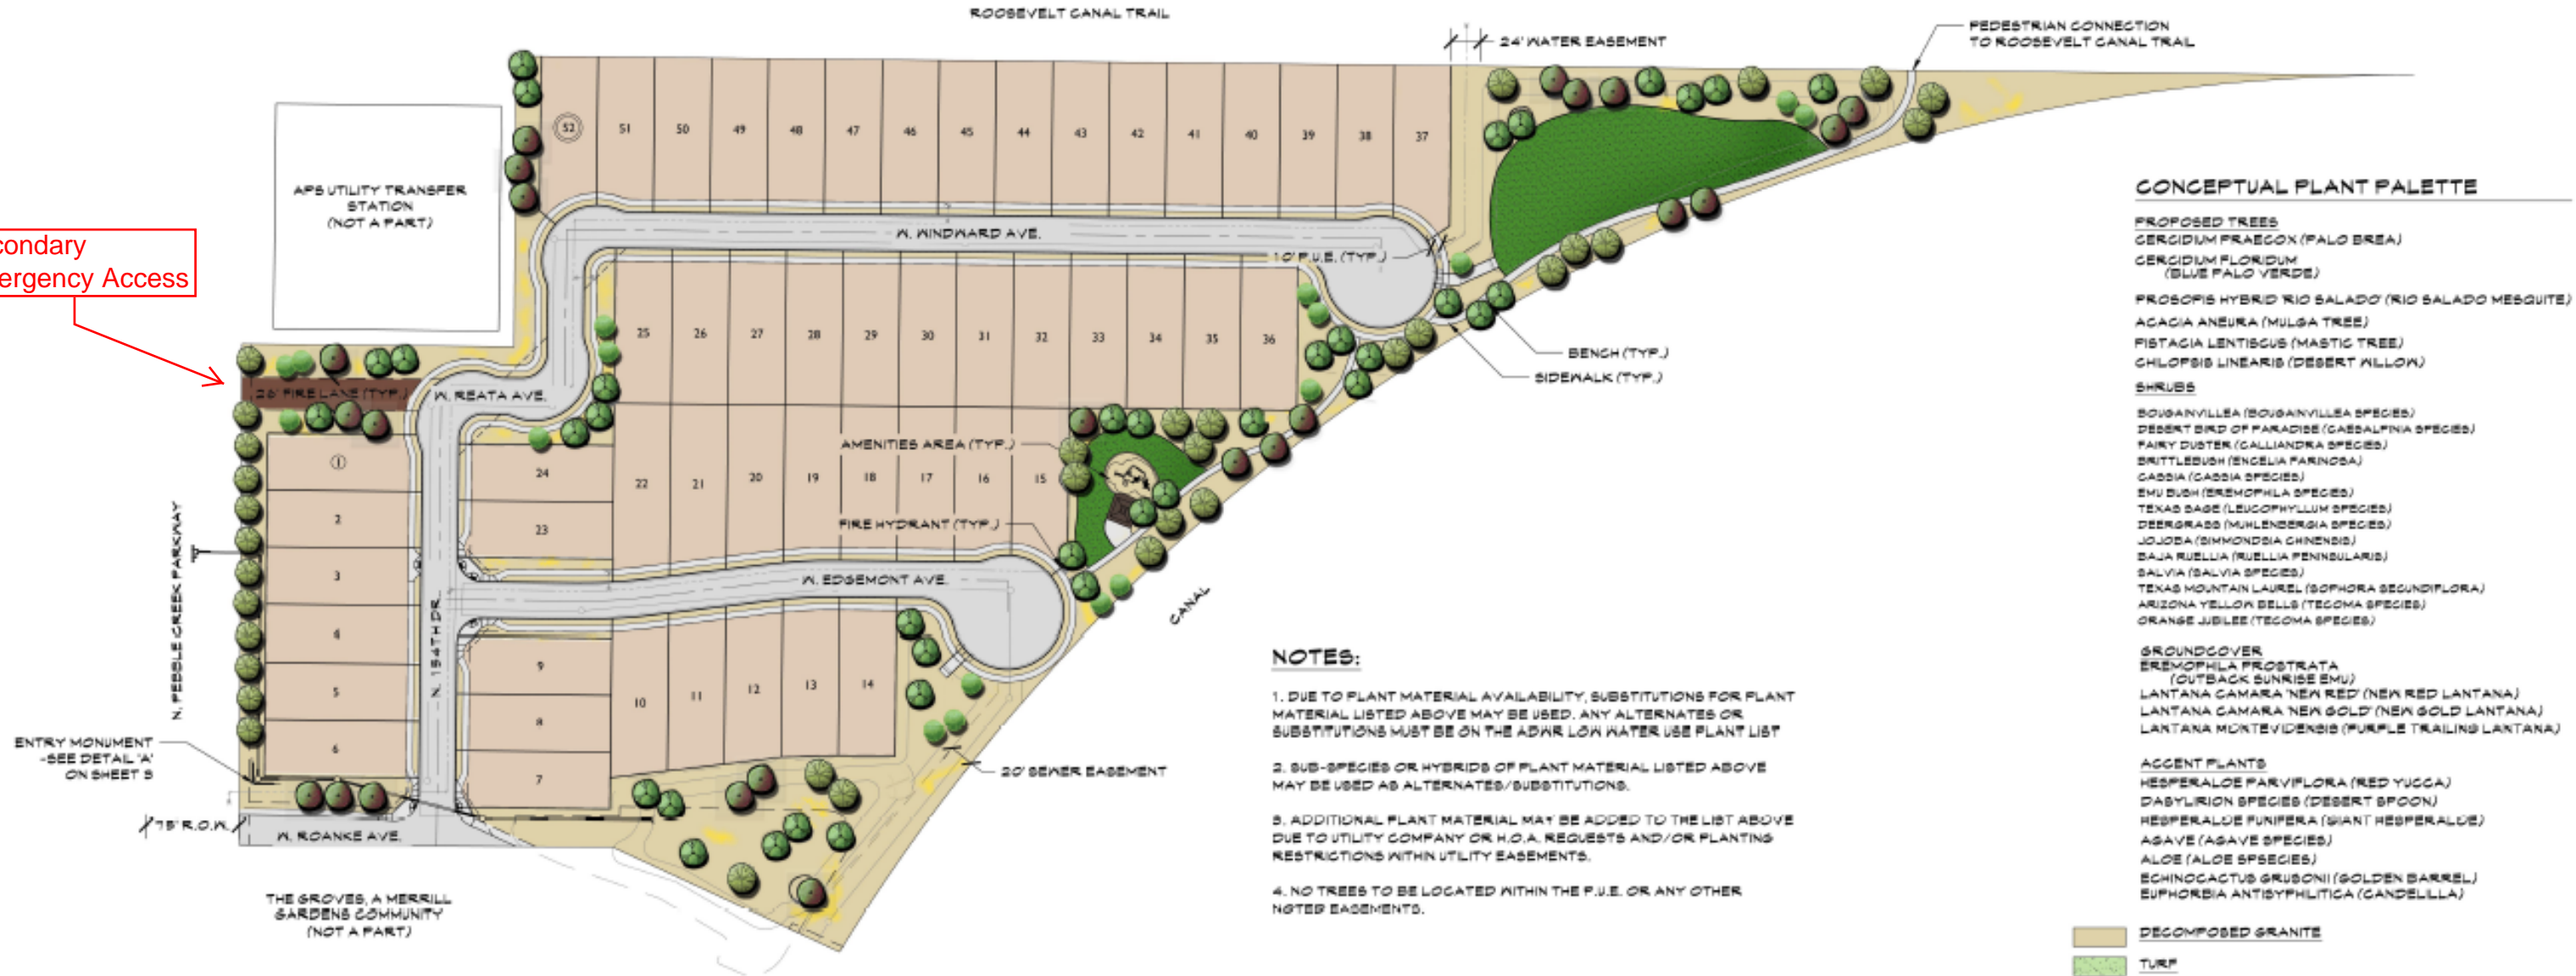 ROOSEVELT CANAL TRAIL
24' WATER EASEMENT
PEDESTRIAN CONNECTION
TO ROOSEVELT CANAL TRAIL
APS UTILITY TRANSFER
STATION
(NOT A PART)
condary
ergency Access
52
51
50
49
48
47
46
45
44
43
42
41
40
39
38
37
W. WINDWARD AVE.
10' P.U.E. (TYP.)
25
26
27
28
29
30
31
32
33
34
35
36
BENCH (TYP.)
SIDEWALK (TYP.)
26' FIRE LANE (TYP.)
W. REATA AVE.
AMENITIES AREA (TYP.)
1
2
3
4
5
6
24
23
22
21
20
19
18
17
16
15
FIRE HYDRANT (TYP.)
W. EDGEMONT AVE.
N. PEBBLE CREEK PARKWAY
N. 154TH DR.
CANAL
9
8
7
10
11
12
13
14
ENTRY MONUMENT
-SEE DETAIL 'A'
ON SHEET 3
20' SEWER EASEMENT
75' R.O.W.
W. ROANKE AVE.
THE GROVES, A MERRILL
GARDENS COMMUNITY
(NOT A PART)
NOTES:
1. DUE TO PLANT MATERIAL AVAILABILITY, SUBSTITUTIONS FOR PLANT
MATERIAL LISTED ABOVE MAY BE USED. ANY ALTERNATES OR
SUBSTITUTIONS MUST BE ON THE ADWR LOW WATER USE PLANT LIST
2. SUB-SPECIES OR HYBRIDS OF PLANT MATERIAL LISTED ABOVE
MAY BE USED AS ALTERNATES/SUBSTITUTIONS.
3. ADDITIONAL PLANT MATERIAL MAY BE ADDED TO THE LIST ABOVE
DUE TO UTILITY COMPANY OR H.O.A. REQUESTS AND/OR PLANTING
RESTRICTIONS WITHIN UTILITY EASEMENTS.
4. NO TREES TO BE LOCATED WITHIN THE P.U.E. OR ANY OTHER
NOTED EASEMENTS.
CONCEPTUAL PLANT PALETTE
PROPOSED TREES
CERCIDIUM PRAECOX (PALO BREA)
CERCIDIUM FLORIDUM
(BLUE PALO VERDE)
PROSOPIS HYBRID 'RIO SALADO' (RIO SALADO MESQUITE)
ACACIA ANEURA (MULGA TREE)
PISTACIA LENTISCUS (MASTIC TREE)
CHILOPSIS LINEARIS (DESERT WILLOW)
SHRUBS
BOUGAINVILLEA (BOUGAINVILLEA SPECIES)
DESERT BIRD OF PARADISE (CAESALPINIA SPECIES)
FAIRY DUSTER (CALLIANDRA SPECIES)
BRITTLEBUSH (ENCELIA FARINOSA)
CASSIA (CASSIA SPECIES)
EMU BUSH (EREMOPHILA SPECIES)
TEXAS SAGE (LEUCOPHYLLUM SPECIES)
DEERGRASS (MUHLENBERGIA SPECIES)
JOJOBA (SIMMONDSIA CHINENSIS)
BAJA RUELLIA (RUELLIA PENINSULARIS)
SALVIA (SALVIA SPECIES)
TEXAS MOUNTAIN LAUREL (SOPHORA SECUNDIFLORA)
ARIZONA YELLOW BELLS (TECOMA SPECIES)
ORANGE JUBILEE (TECOMA SPECIES)
GROUNDCOVER
EREMOPHILA PROSTRATA
(OUTBACK SUNRISE EMU)
LANTANA CAMARA 'NEW RED' (NEW RED LANTANA)
LANTANA CAMARA 'NEW GOLD' (NEW GOLD LANTANA)
LANTANA MONTEVIDENSIS (PURPLE TRAILING LANTANA)
ACCENT PLANTS
HESPERALOE PARVIFLORA (RED YUCCA)
DASYLIRION SPECIES (DESERT SPOON)
HESPERALOE FUNIFERA (GIANT HESPERALOE)
AGAVE (AGAVE SPECIES)
ALOE (ALOE SPSECIES)
ECHINOCACTUS GRUSONII (GOLDEN BARREL)
EUPHORBIA ANTISYPHILITICA (CANDELILLA)
DECOMPOSED GRANITE
TURF